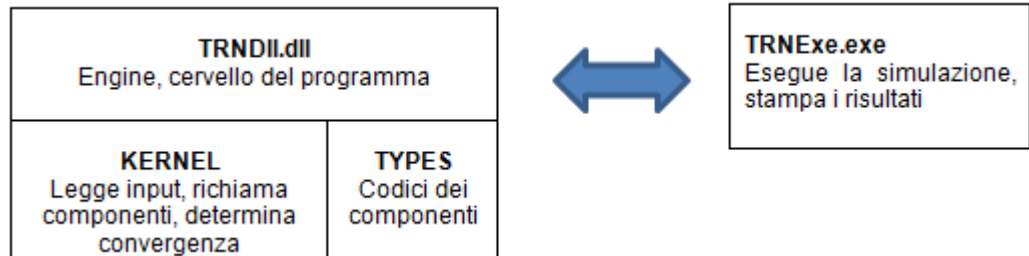 TRNDll.dll
Engine, cervello del programma
KERNEL
Legge input, richiama
componenti, determina
convergenza
TYPES
Codici dei
componenti
TRNExe.exe
Esegue la simulazione,
stampa i risultati